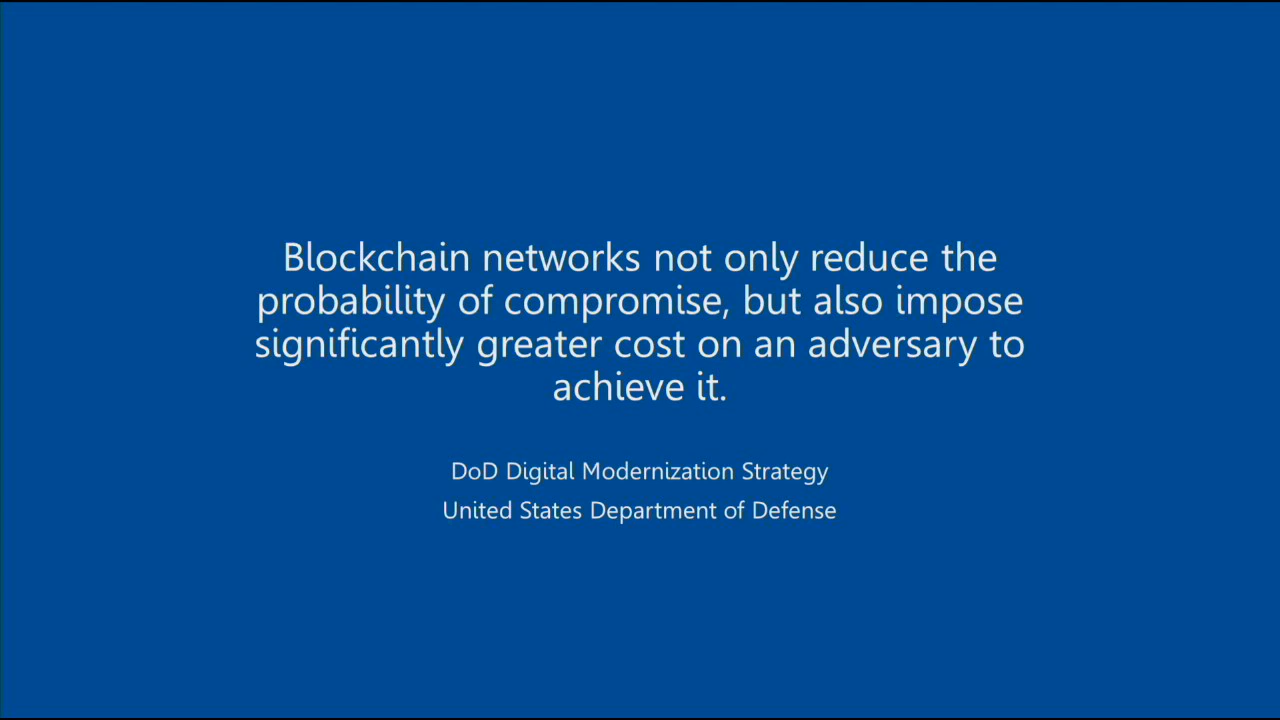 Blockchain networks not only reduce the
probability of compromise, but also impose
significantly greater cost on an adversary to
achieve it.
DoD Digital Modernization Strategy
United States Department of Defense